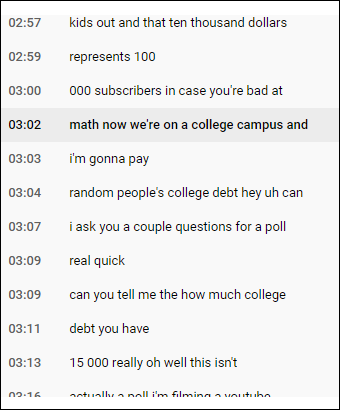 02:57 kids out and that ten thousand dollars
02:59 represents 100
03:00 000 subscribers in case you're bad at
03:02 math now we're on a college campus and
03:03 i'm gonna pay
03:04 random people's college debt hey uh can
03:07 i ask you a couple questions for a poll
03:09 real quick
03:09 can you tell me the how much college
03:11 debt you have
03:13 15 000 really oh well this isn't
03:16 actually a poll i'm filming a youtube